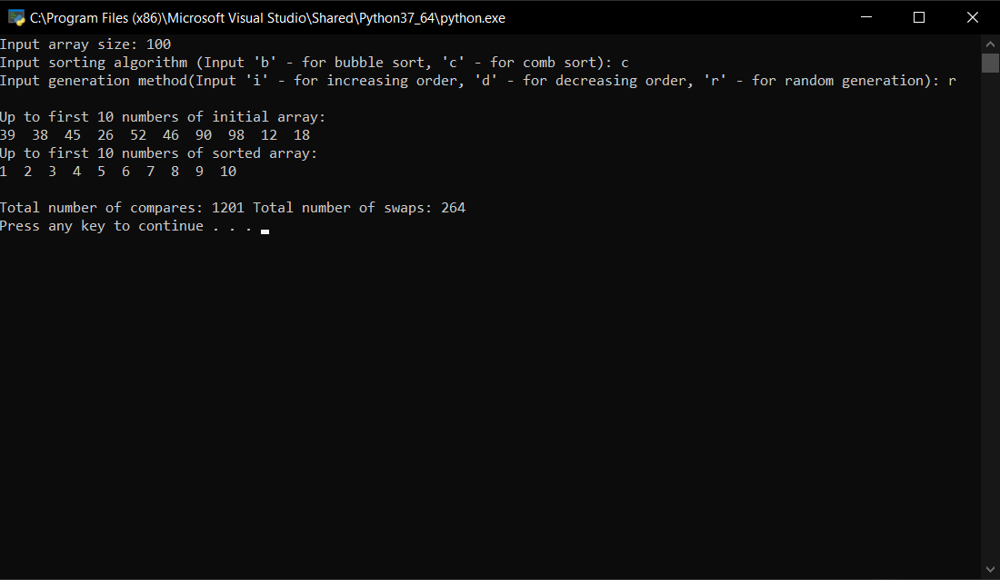 C:\Program Files (x86)\Microsoft Visual Studio\Shared\Python37_64\python.exe
Input array size: 100
Input sorting algorithm (Input 'b' - for bubble sort, 'c' - for comb sort): c
Input generation method(Input 'i' - for increasing order, 'd' - for decreasing order, 'r' - for random generation): r
Up to first 10 numbers of initial array:
39  38  45  26  52  46  90  98  12  18
Up to first 10 numbers of sorted array:
1  2  3  4  5  6  7  8  9  10
Total number of compares: 1201 Total number of swaps: 264
Press any key to continue . . .